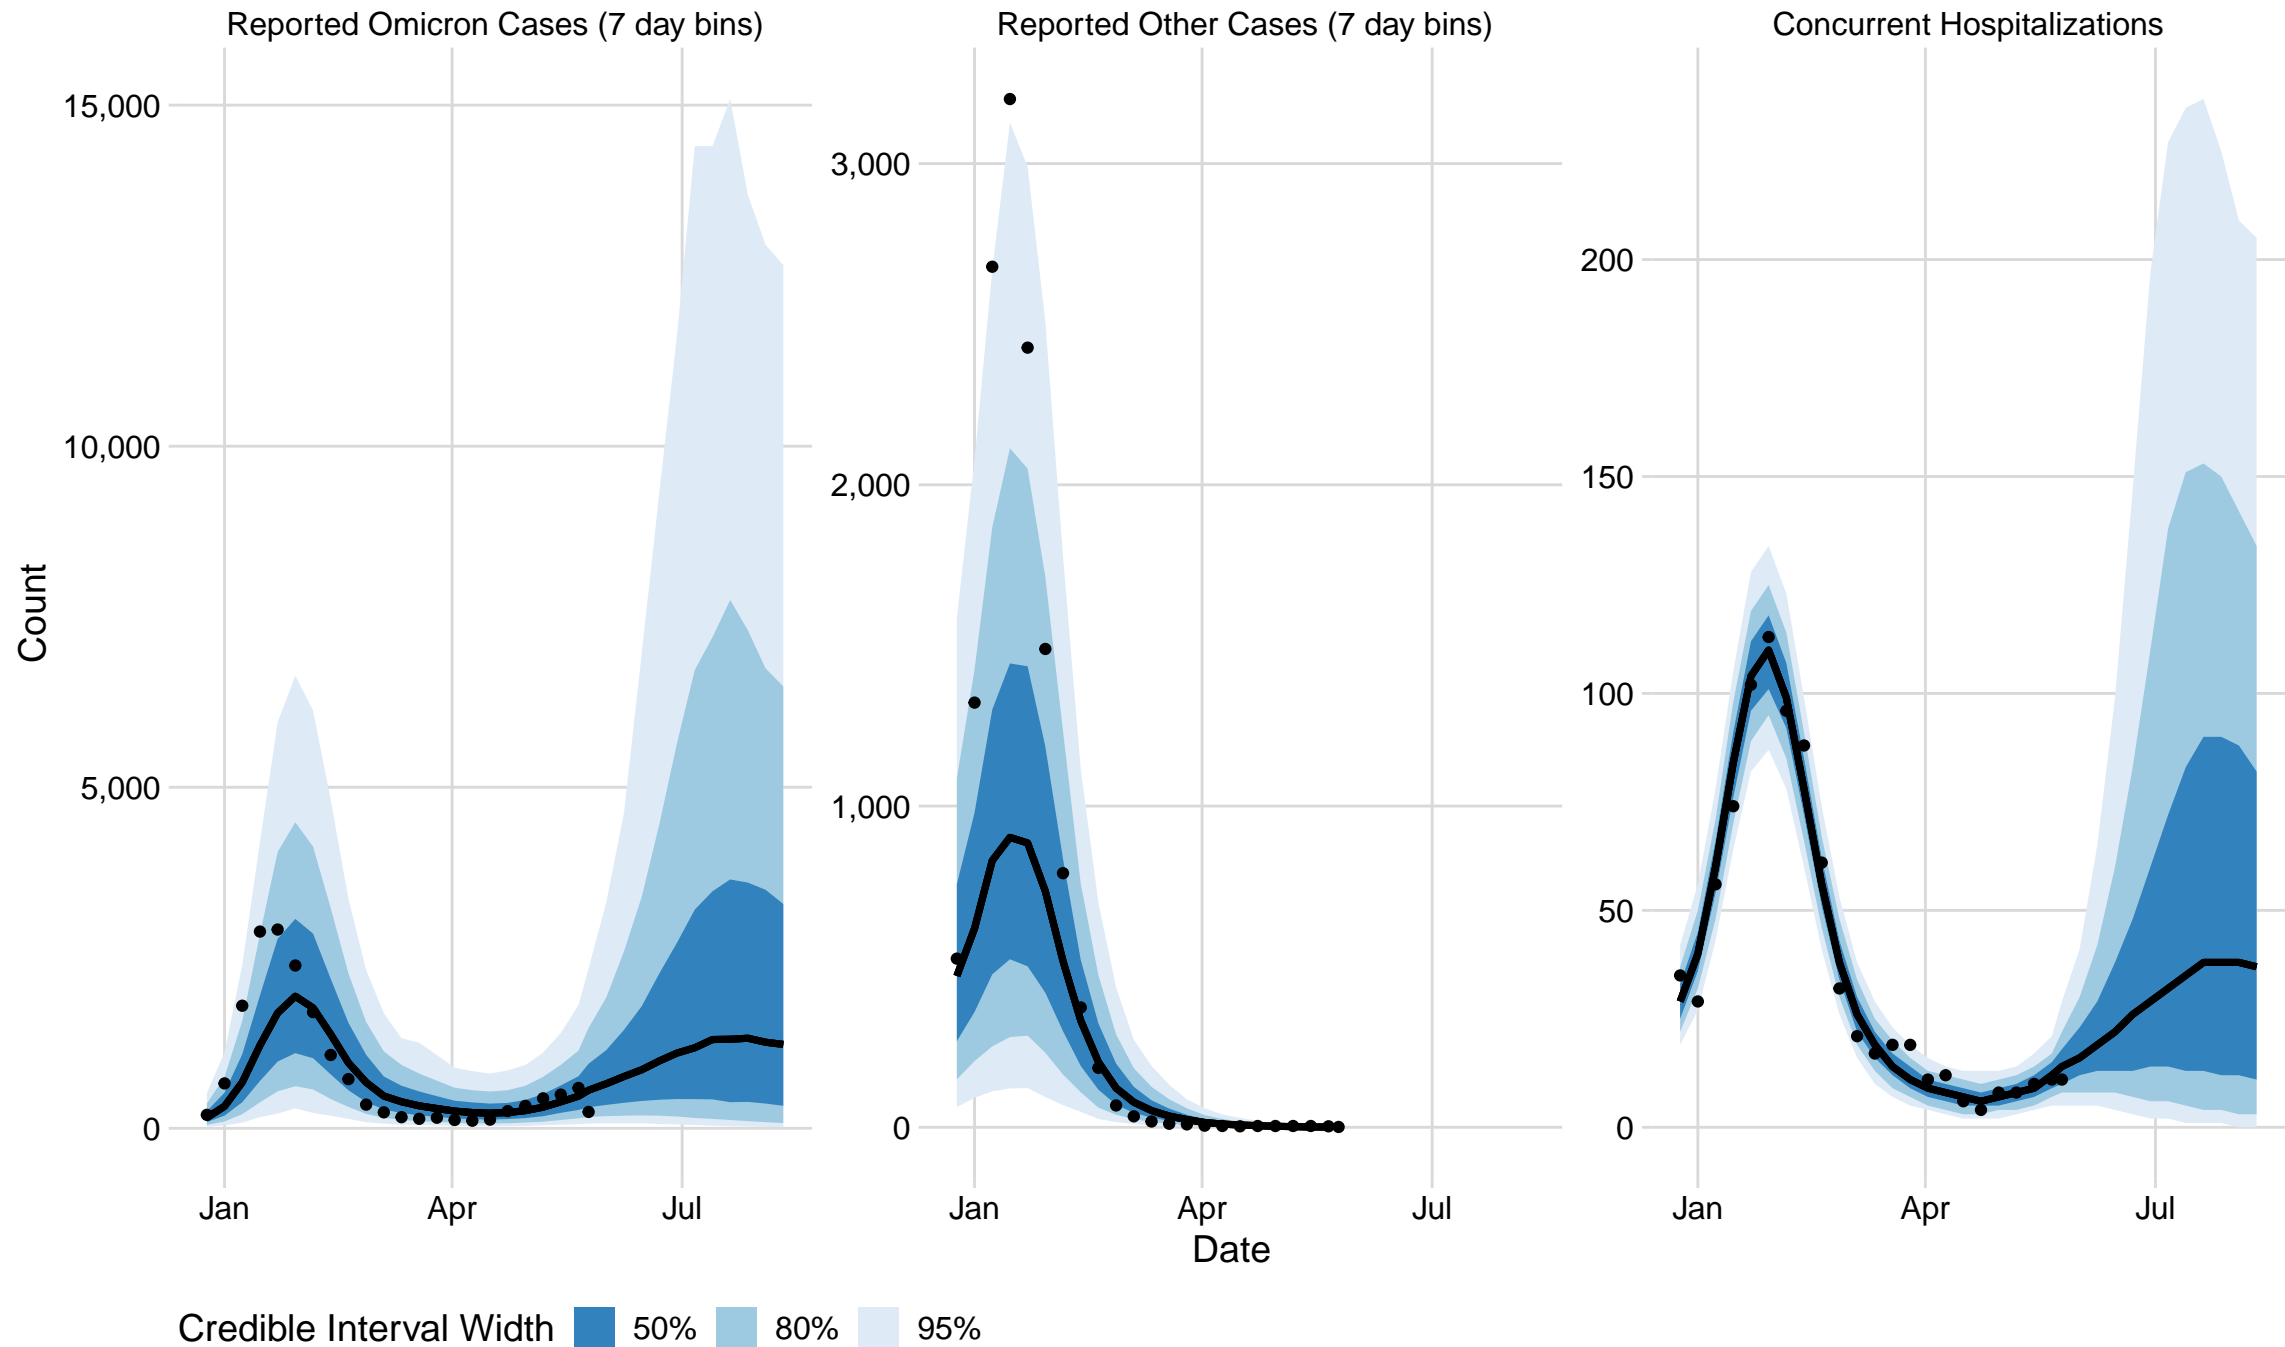 Reported Omicron Cases (7 day bins)
Reported Other Cases (7 day bins)
Concurrent Hospitalizations
Count
15,000
10,000
5,000
0
3,000
2,000
1,000
0
200
150
100
50
0
Jan Apr Jul
Jan Apr Jul
Jan Apr Jul
Date
Credible Interval Width 50% 80% 95%